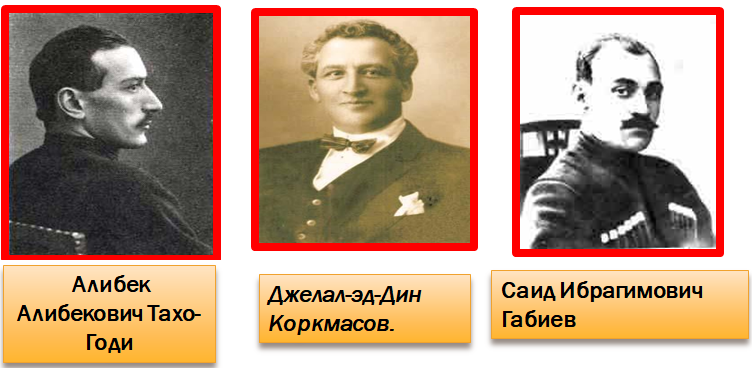 Алибек
Алибекович Тахо-
Годи
Джелал-эд-Дин
Коркмасов.
Саид Ибрагимович
Габиев